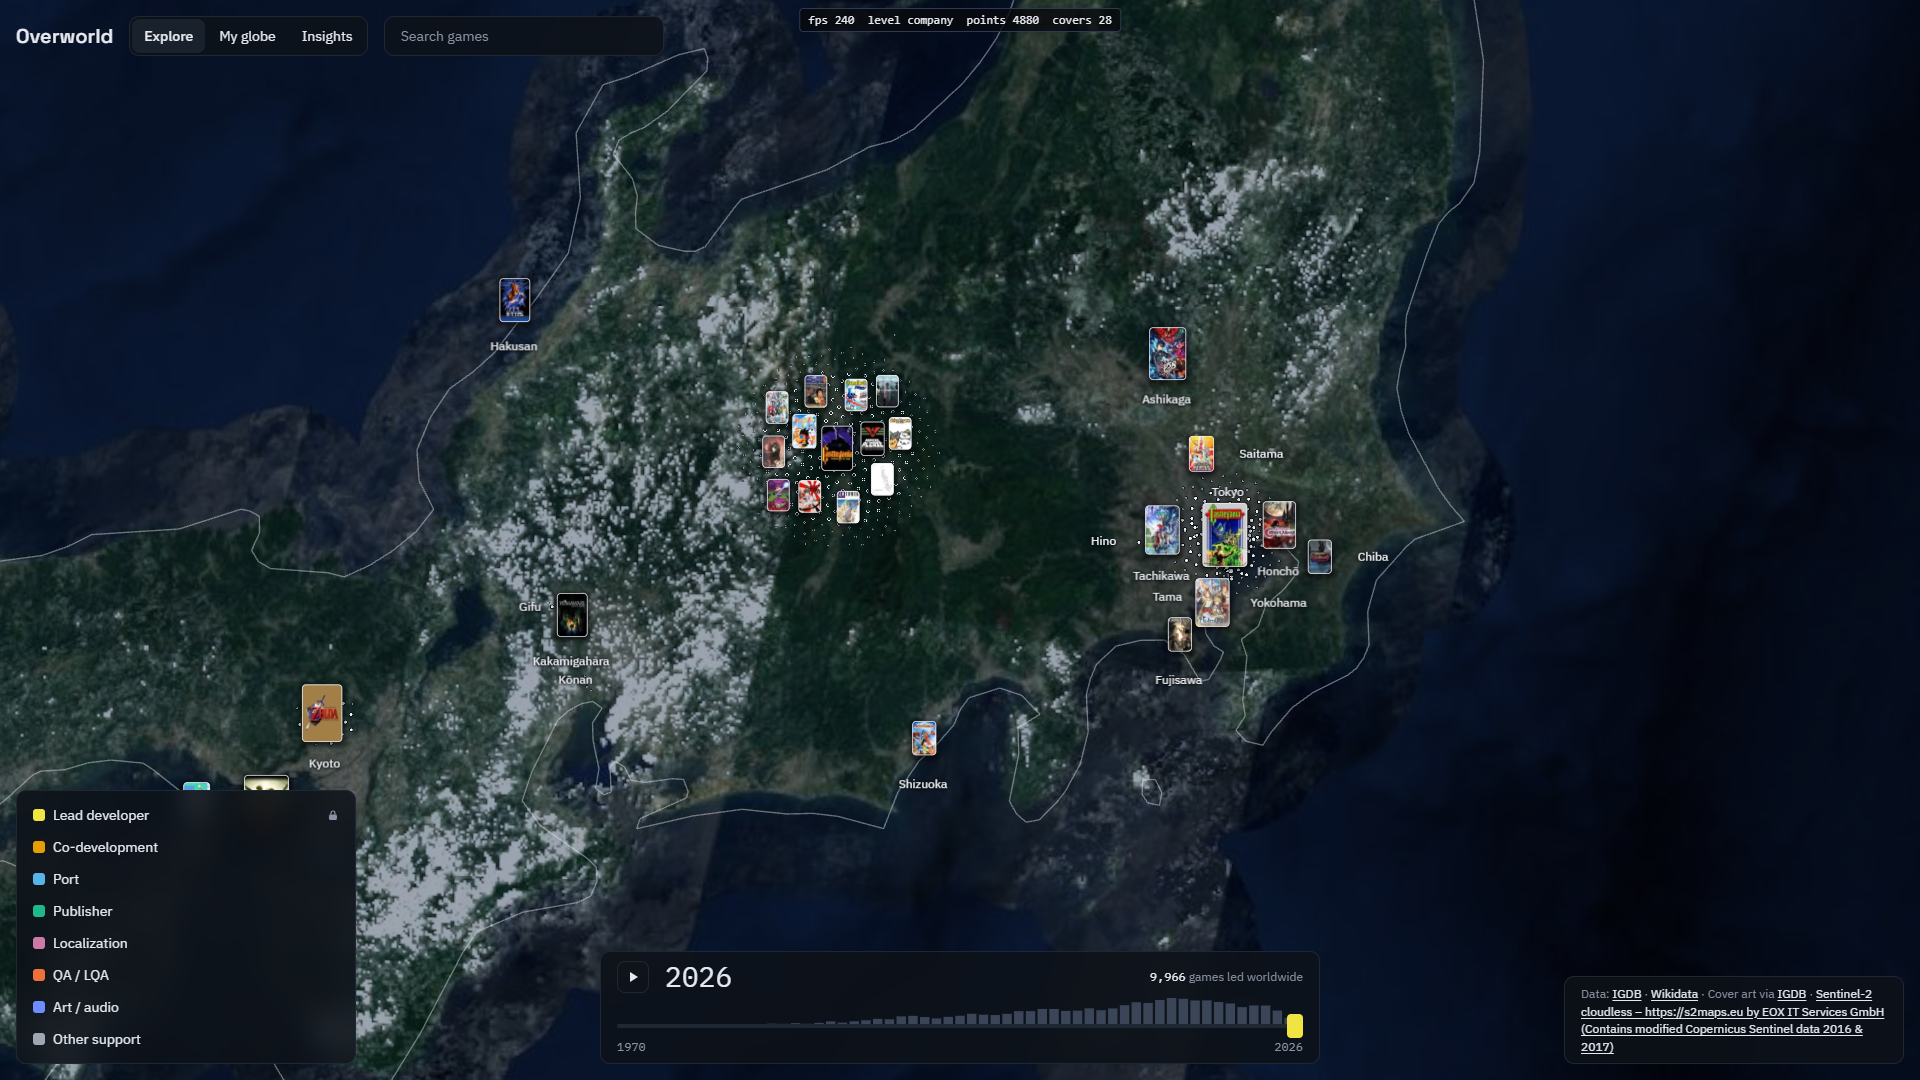 Overworld
Explore
My globe
Insights
Search games
fps 240 level company points 4880 covers 28
Hakusan
Ashikaga
Saitama
Tokyo
Hino
Chiba
Tachikawa
Honchō
Tama
Yokohama
Gifu
Kakamigahara
Kōnan
Fujisawa
Kyoto
Shizuoka
Lead developer
Co-development
Port
Publisher
Localization
QA / LQA
Art / audio
Other support
2026
9,966 games led worldwide
1970
2026
Data: IGDB · Wikidata · Cover art via IGDB · Sentinel-2
cloudless – https://s2maps.eu by EOX IT Services GmbH
(Contains modified Copernicus Sentinel data 2016 &
2017)